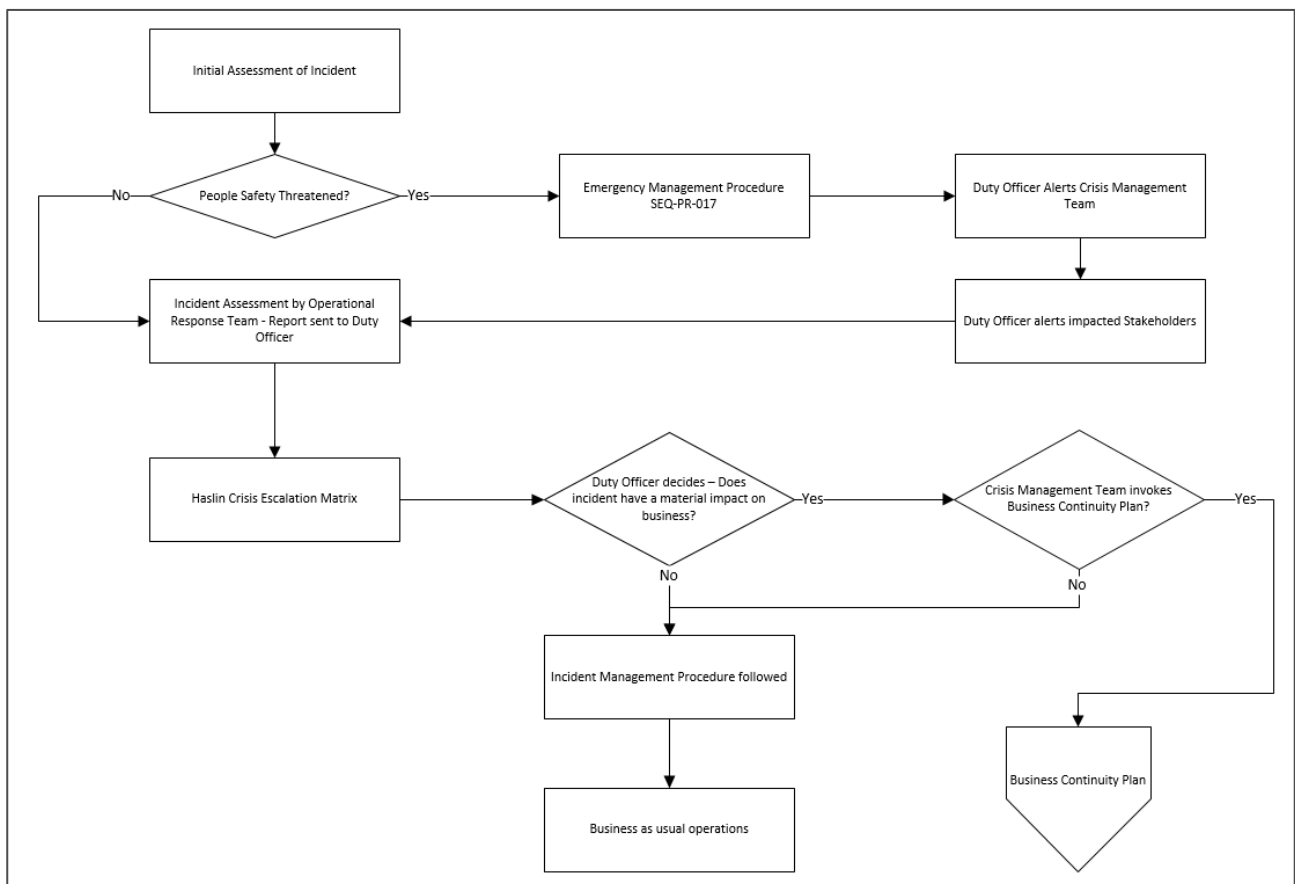 Initial Assessment of Incident
No
People Safety Threatened?
Yes
Emergency Management Procedure
SEQ-PR-017
Duty Officer Alerts Crisis Management
Team
Incident Assessment by Operational
Response Team - Report sent to Duty
Officer
Duty Officer alerts impacted Stakeholders
Haslin Crisis Escalation Matrix
Duty Officer decides – Does
incident have a material impact on
business?
Yes
Crisis Management Team invokes
Business Continuity Plan?
Yes
No
No
Incident Management Procedure followed
Business Continuity Plan
Business as usual operations